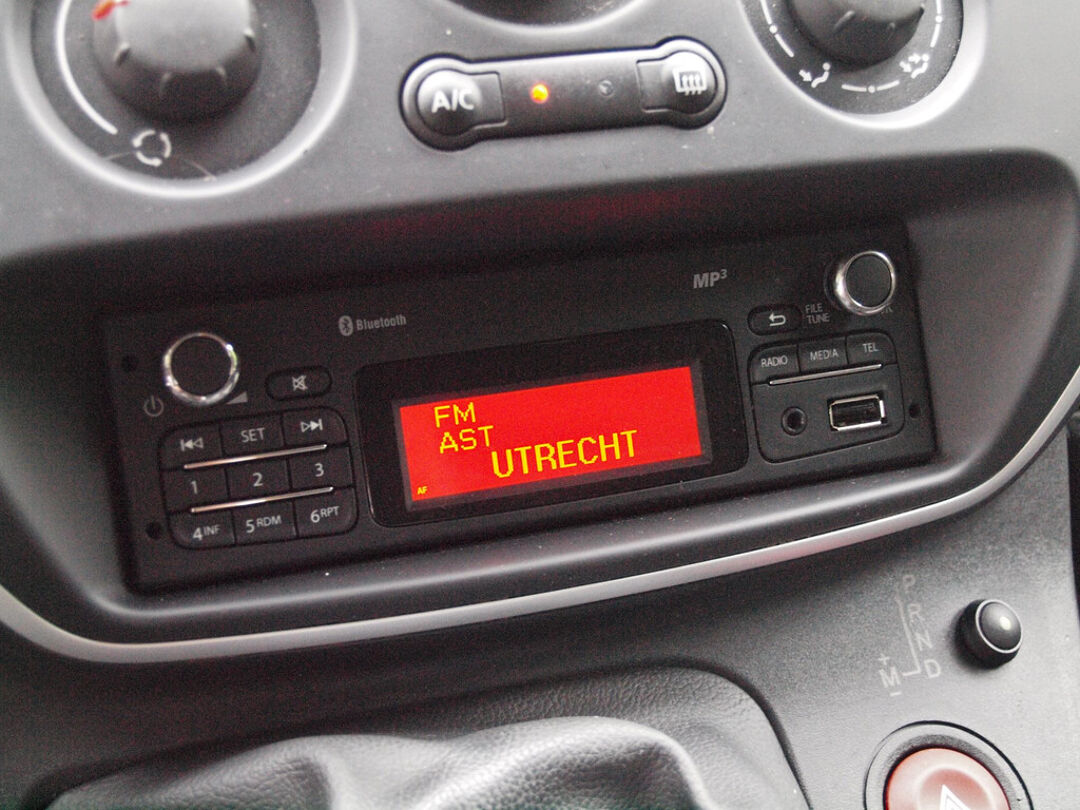 A/C
MP3
Bluetooth
FILE
TUNE
RADIO
MEDIA
TEL
SET
1
2
3
4 INF
5 RDM
6 RPT
FM
AST
UTRECHT
AF
P
R
N
D
+
M
-